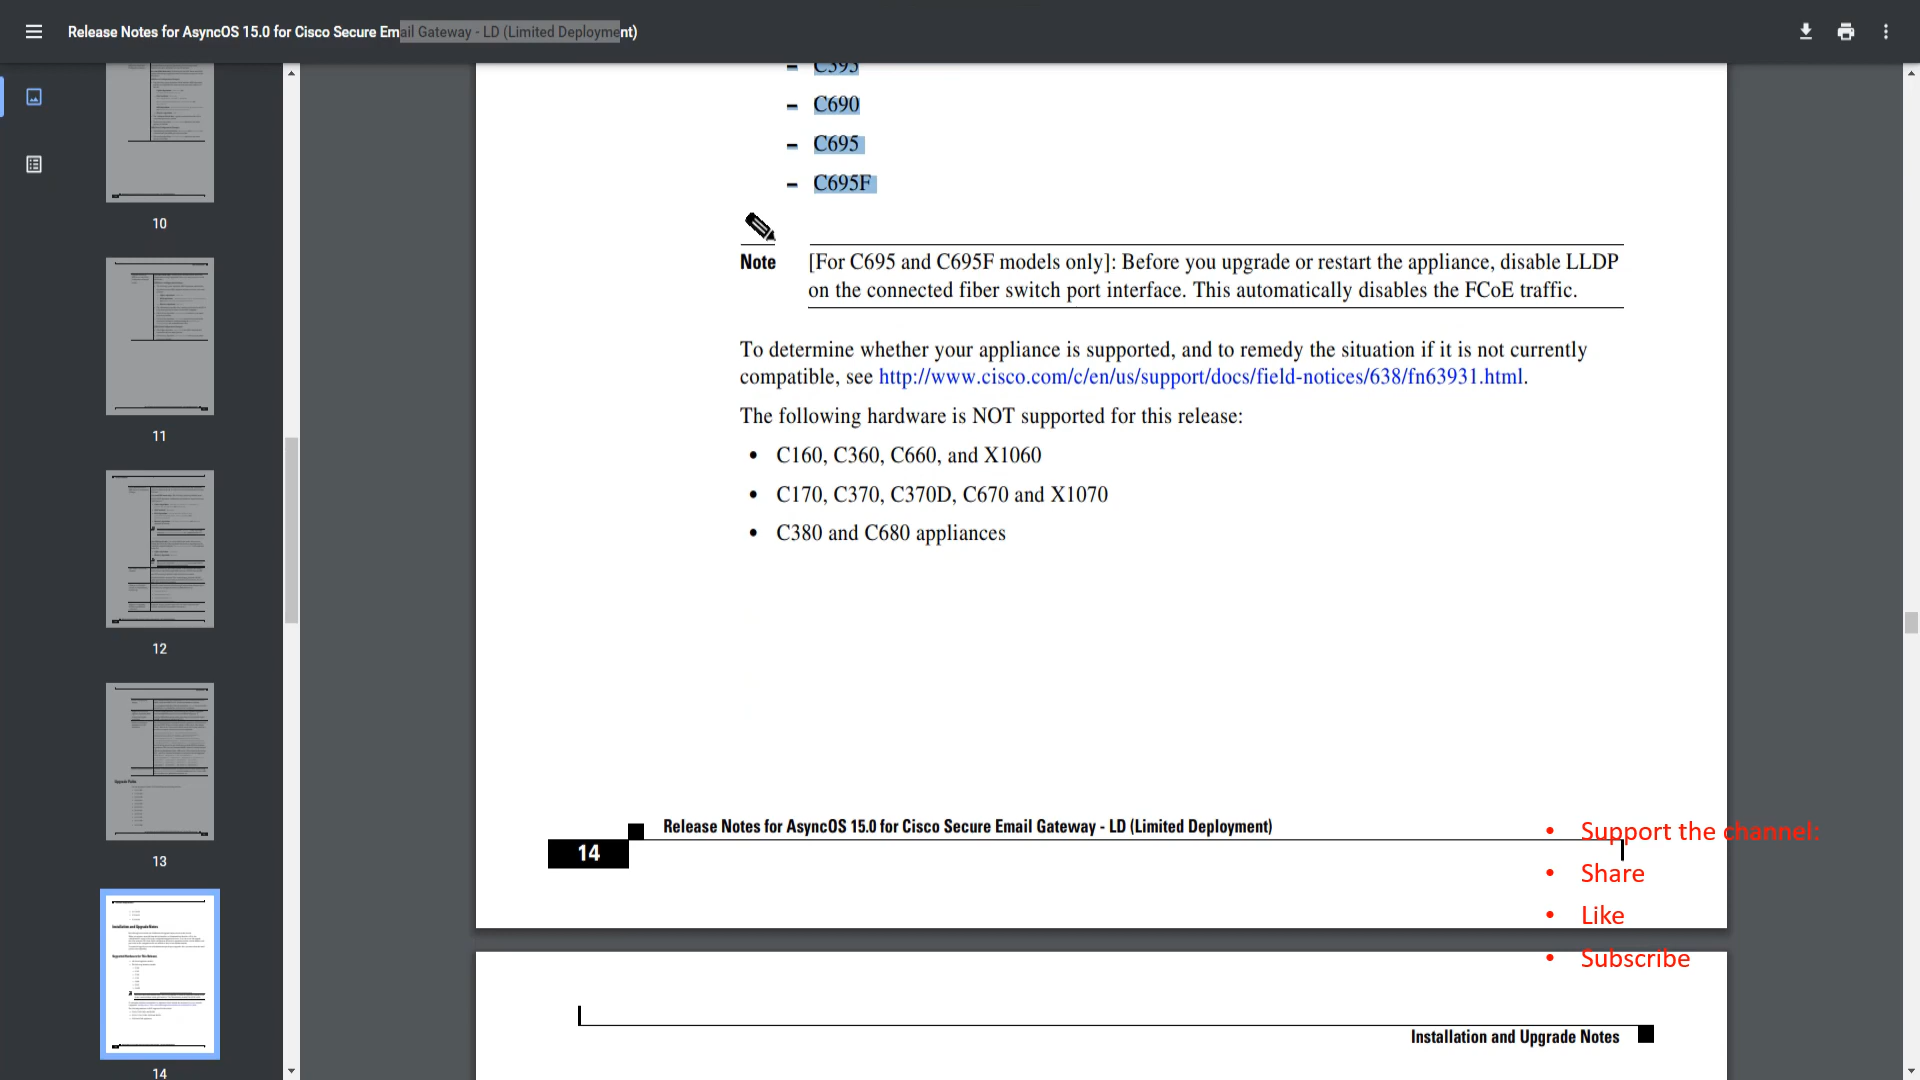 Release Notes for AsyncOS 15.0 for Cisco Secure Email Gateway - LD (Limited Deployment)
10
11
12
13
14
– C395
– C690
– C695
– C695F
Note [For C695 and C695F models only]: Before you upgrade or restart the appliance, disable LLDP
on the connected fiber switch port interface. This automatically disables the FCoE traffic.
To determine whether your appliance is supported, and to remedy the situation if it is not currently
compatible, see http://www.cisco.com/c/en/us/support/docs/field-notices/638/fn63931.html.
The following hardware is NOT supported for this release:
• C160, C360, C660, and X1060
• C170, C370, C370D, C670 and X1070
• C380 and C680 appliances
Release Notes for AsyncOS 15.0 for Cisco Secure Email Gateway - LD (Limited Deployment)
14
• Support the channel:
• Share
• Like
• Subscribe
Installation and Upgrade Notes